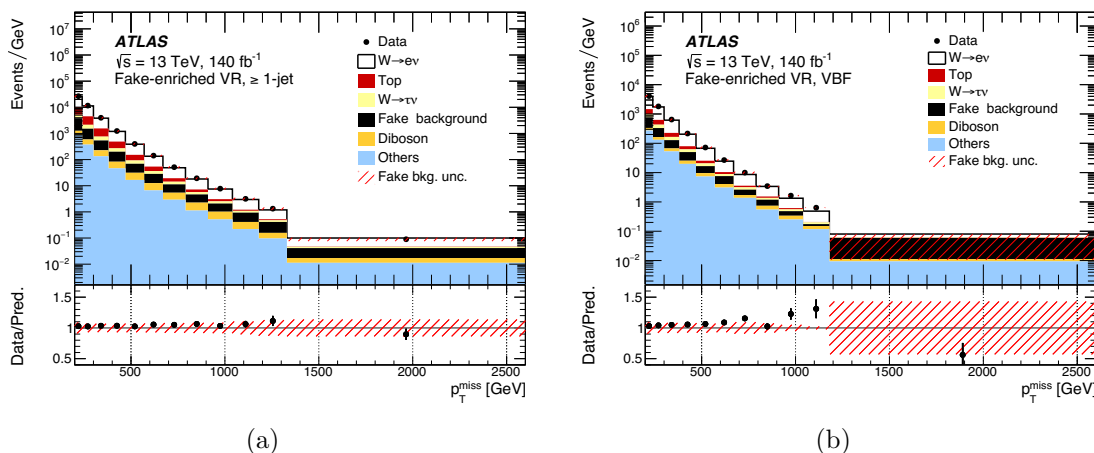 ATLAS
√s = 13 TeV, 140 fb⁻¹
Fake-enriched VR, ≥ 1-jet
Data
W→eν
Top
W→τν
Fake background
Diboson
Others
Fake bkg. unc.
Events/GeV
10⁷
10⁶
10⁵
10⁴
10³
10²
10
1
10⁻¹
10⁻²
Data/Pred.
1.5
1
0.5
500 1000 1500 2000 2500
p_T^miss [GeV]
(a)
ATLAS
√s = 13 TeV, 140 fb⁻¹
Fake-enriched VR, VBF
Data
W→eν
Top
W→τν
Fake background
Diboson
Others
Fake bkg. unc.
Events/GeV
10⁶
10⁵
10⁴
10³
10²
10
1
10⁻¹
10⁻²
Data/Pred.
1.5
1
0.5
500 1000 1500 2000 2500
p_T^miss [GeV]
(b)